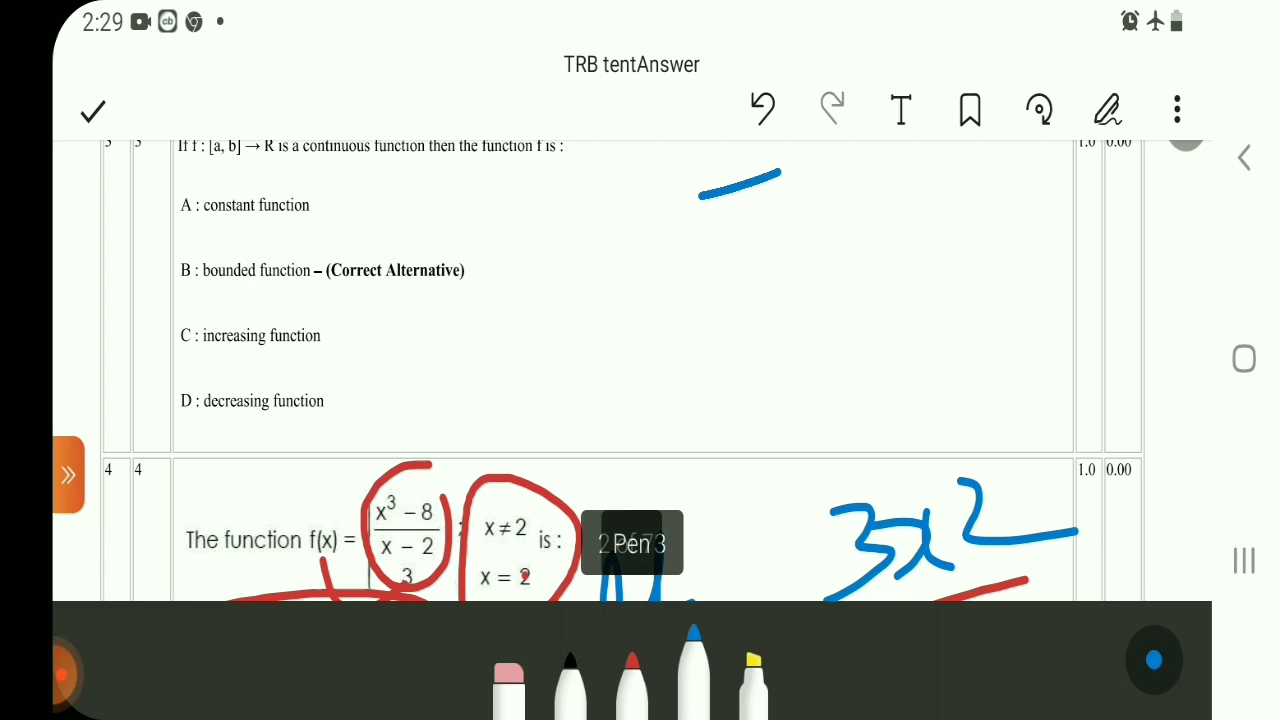 2:29
TRB tentAnswer
If f : [a, b] → R is a continuous function then the function f is :
1.0 0.00
A : constant function
B : bounded function – (Correct Alternative)
C : increasing function
D : decreasing function
4 4
1.0 0.00
The function f(x) = x³ – 8 / x – 2 ; x ≠ 2 is :
3 x = 2
Pen
3x2